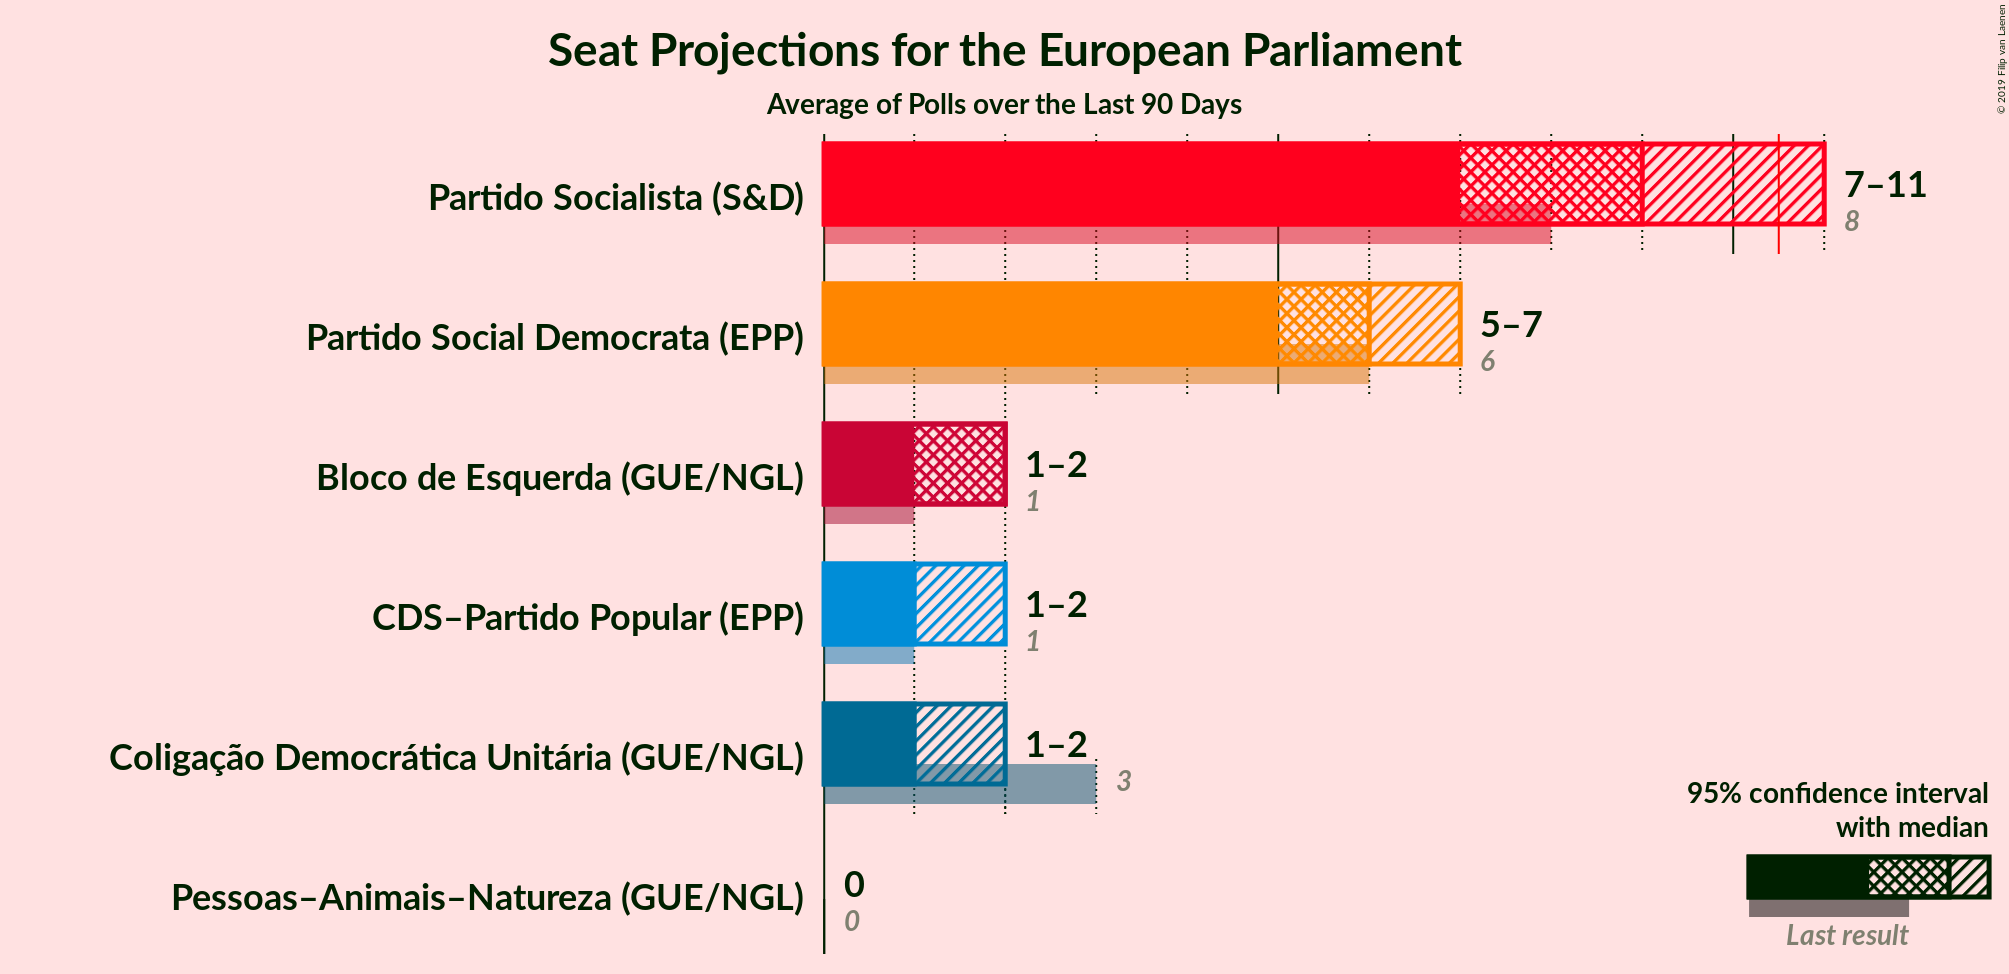 Seat Projections for the European Parliament
Average of Polls over the Last 90 Days
© 2019 Filip van Laenen
Partido Socialista (S&D)
7–11
8
Partido Social Democrata (EPP)
5–7
6
Bloco de Esquerda (GUE/NGL)
1–2
1
CDS–Partido Popular (EPP)
1–2
1
Coligação Democrática Unitária (GUE/NGL)
1–2
3
Pessoas–Animais–Natureza (GUE/NGL)
0
0
95% confidence interval
with median
Last result